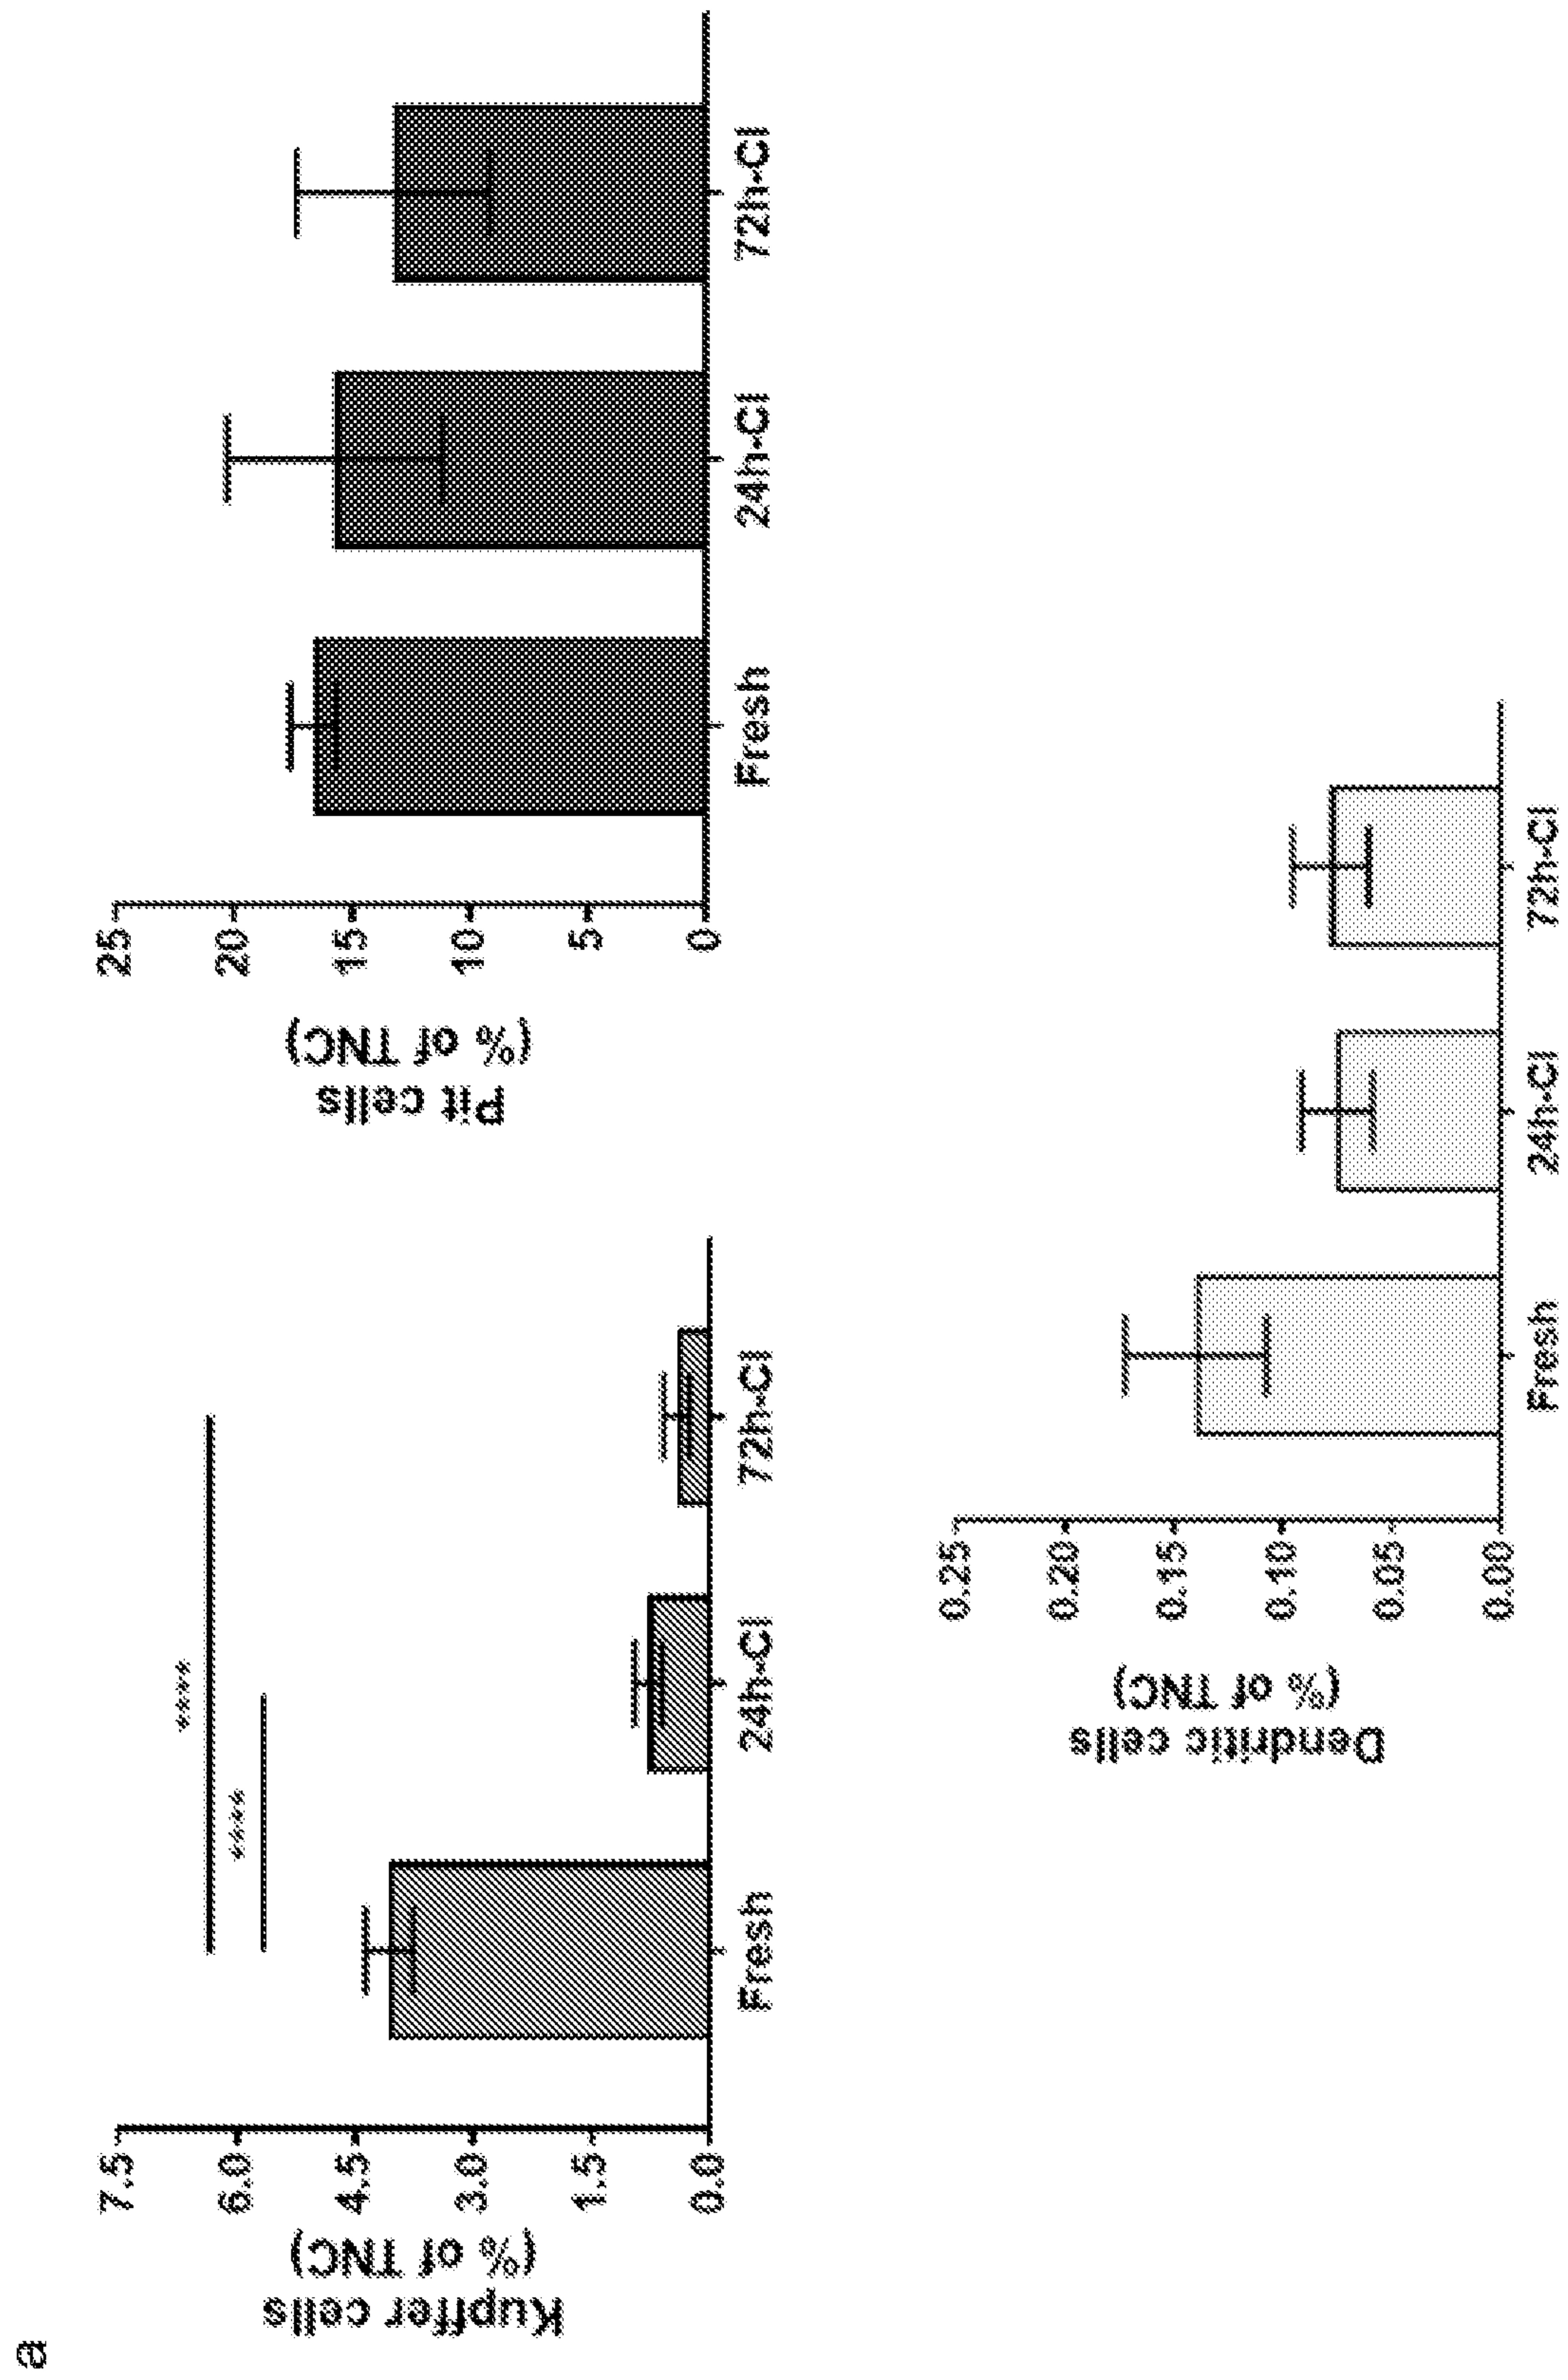 a
Kupffer cells
(% of TNC)
7.5
6.0
4.5
3.0
1.5
0.0
****
****
Fresh 24h-CI 72h-CI
Pit cells
(% of TNC)
25
20
15
10
5
0
Fresh 24h-CI 72h-CI
Dendritic cells
(% of TNC)
0.25
0.20
0.15
0.10
0.05
0.00
Fresh 24h-CI 72h-CI